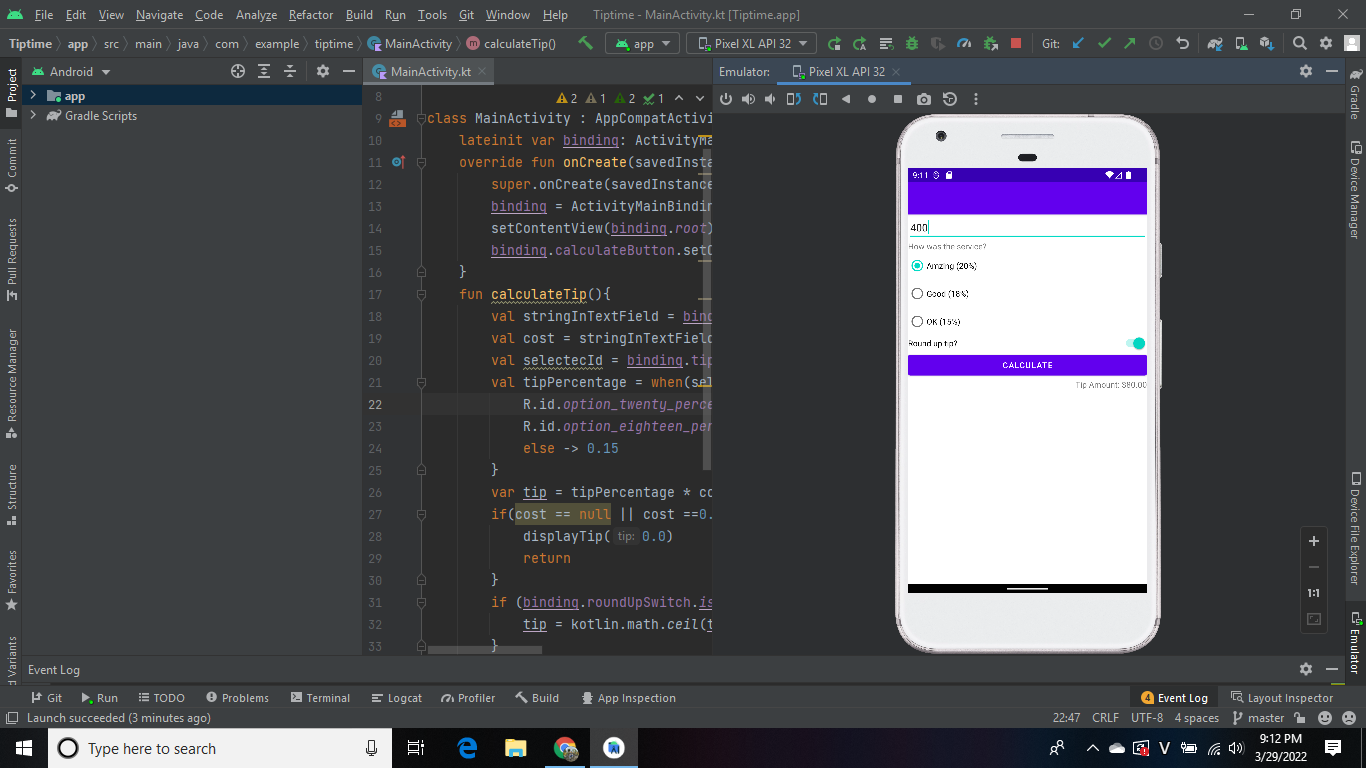 File Edit View Navigate Code Analyze Refactor Build Run Tools Git Window Help Tiptime - MainActivity.kt [Tiptime.app]
Tiptime app src main java com example tiptime MainActivity calculateTip() app Pixel XL API 32 Git:
Project
Commit
Pull Requests
Resource Manager
Structure
Favorites
d Variants
Android
app
Gradle Scripts
MainActivity.kt
2 1 2 1
8
9 class MainActivity : AppCompatActivi
10 lateinit var binding: ActivityMa
11 override fun onCreate(savedInsta
12 super.onCreate(savedInstance
13 binding = ActivityMainBindin
14 setContentView(binding.root)
15 binding.calculateButton.setO
16 }
17 fun calculateTip(){
18 val stringInTextField = bind
19 val cost = stringInTextField
20 val selectecId = binding.tip
21 val tipPercentage = when(sel
22 R.id.option_twenty_perce
23 R.id.option_eighteen_per
24 else -> 0.15
25 }
26 var tip = tipPercentage * co
27 if(cost == null || cost ==0.
28 displayTip( tip: 0.0)
29 return
30 }
31 if (binding.roundUpSwitch.is
32 tip = kotlin.math.ceil(t
33 }
Emulator: Pixel XL API 32
9:11
400
How was the service?
Amzing (20%)
Good (18%)
OK (15%)
Round up tip?
CALCULATE
Tip Amount: $80.00
1:1
Gradle
Device Manager
Device File Explorer
Emulator
Event Log
Git Run TODO Problems Terminal Logcat Profiler Build App Inspection 4 Event Log Layout Inspector
Launch succeeded (3 minutes ago) 22:47 CRLF UTF-8 4 spaces master
Type here to search
V
9:12 PM
3/29/2022